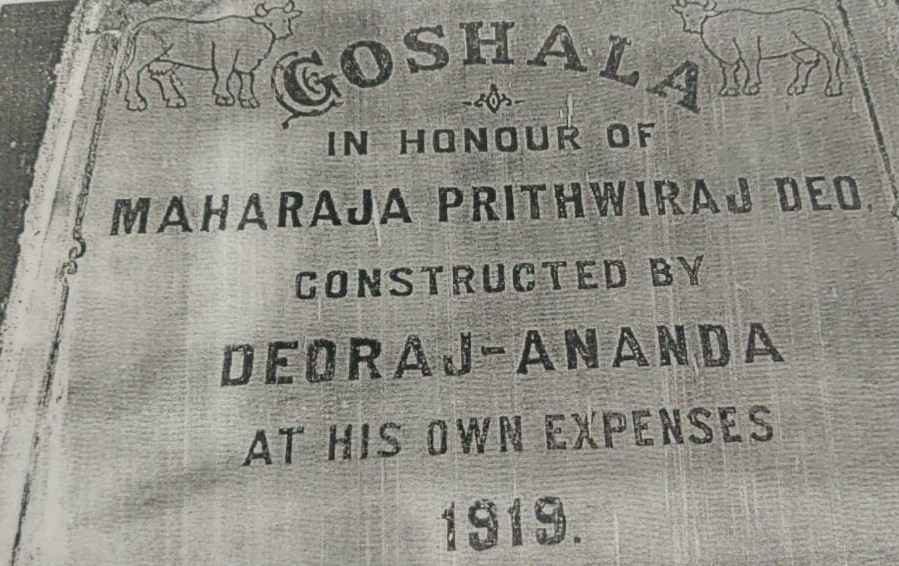 GOSHALA
IN HONOUR OF
MAHARAJA PRITHWIRAJ DEO.
CONSTRUCTED BY
DEORAJ-ANANDA
AT HIS OWN EXPENSES
1919.